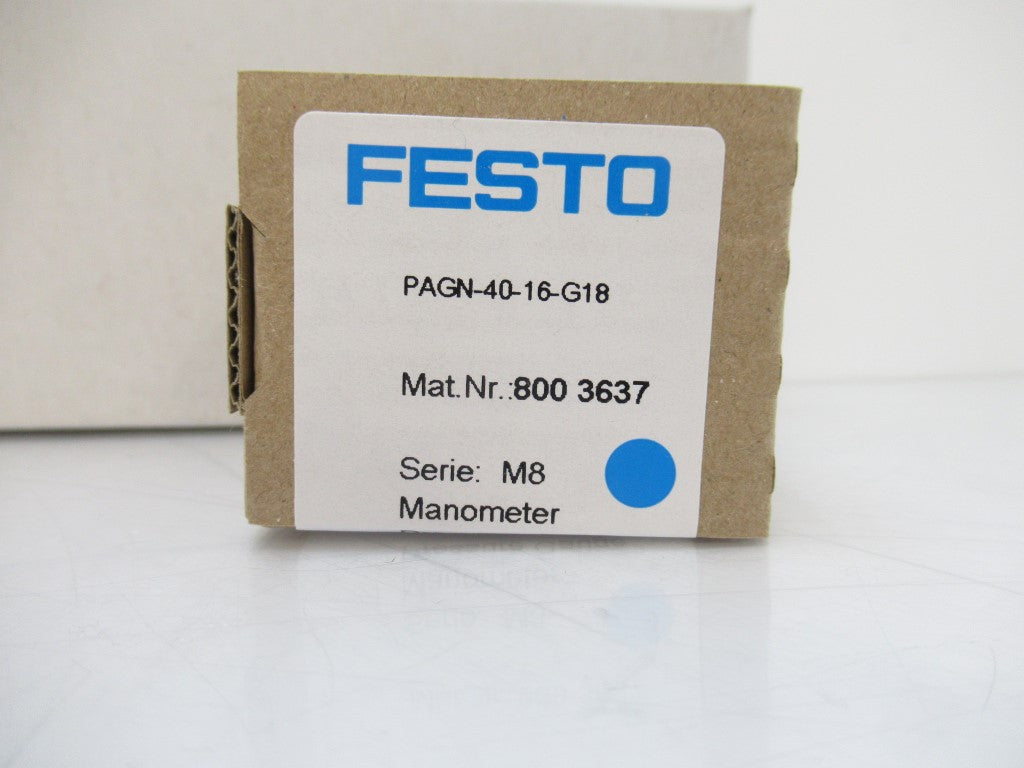 FESTO
PAGN-40-16-G18
Mat.Nr.:800 3637
Serie: M8
Manometer